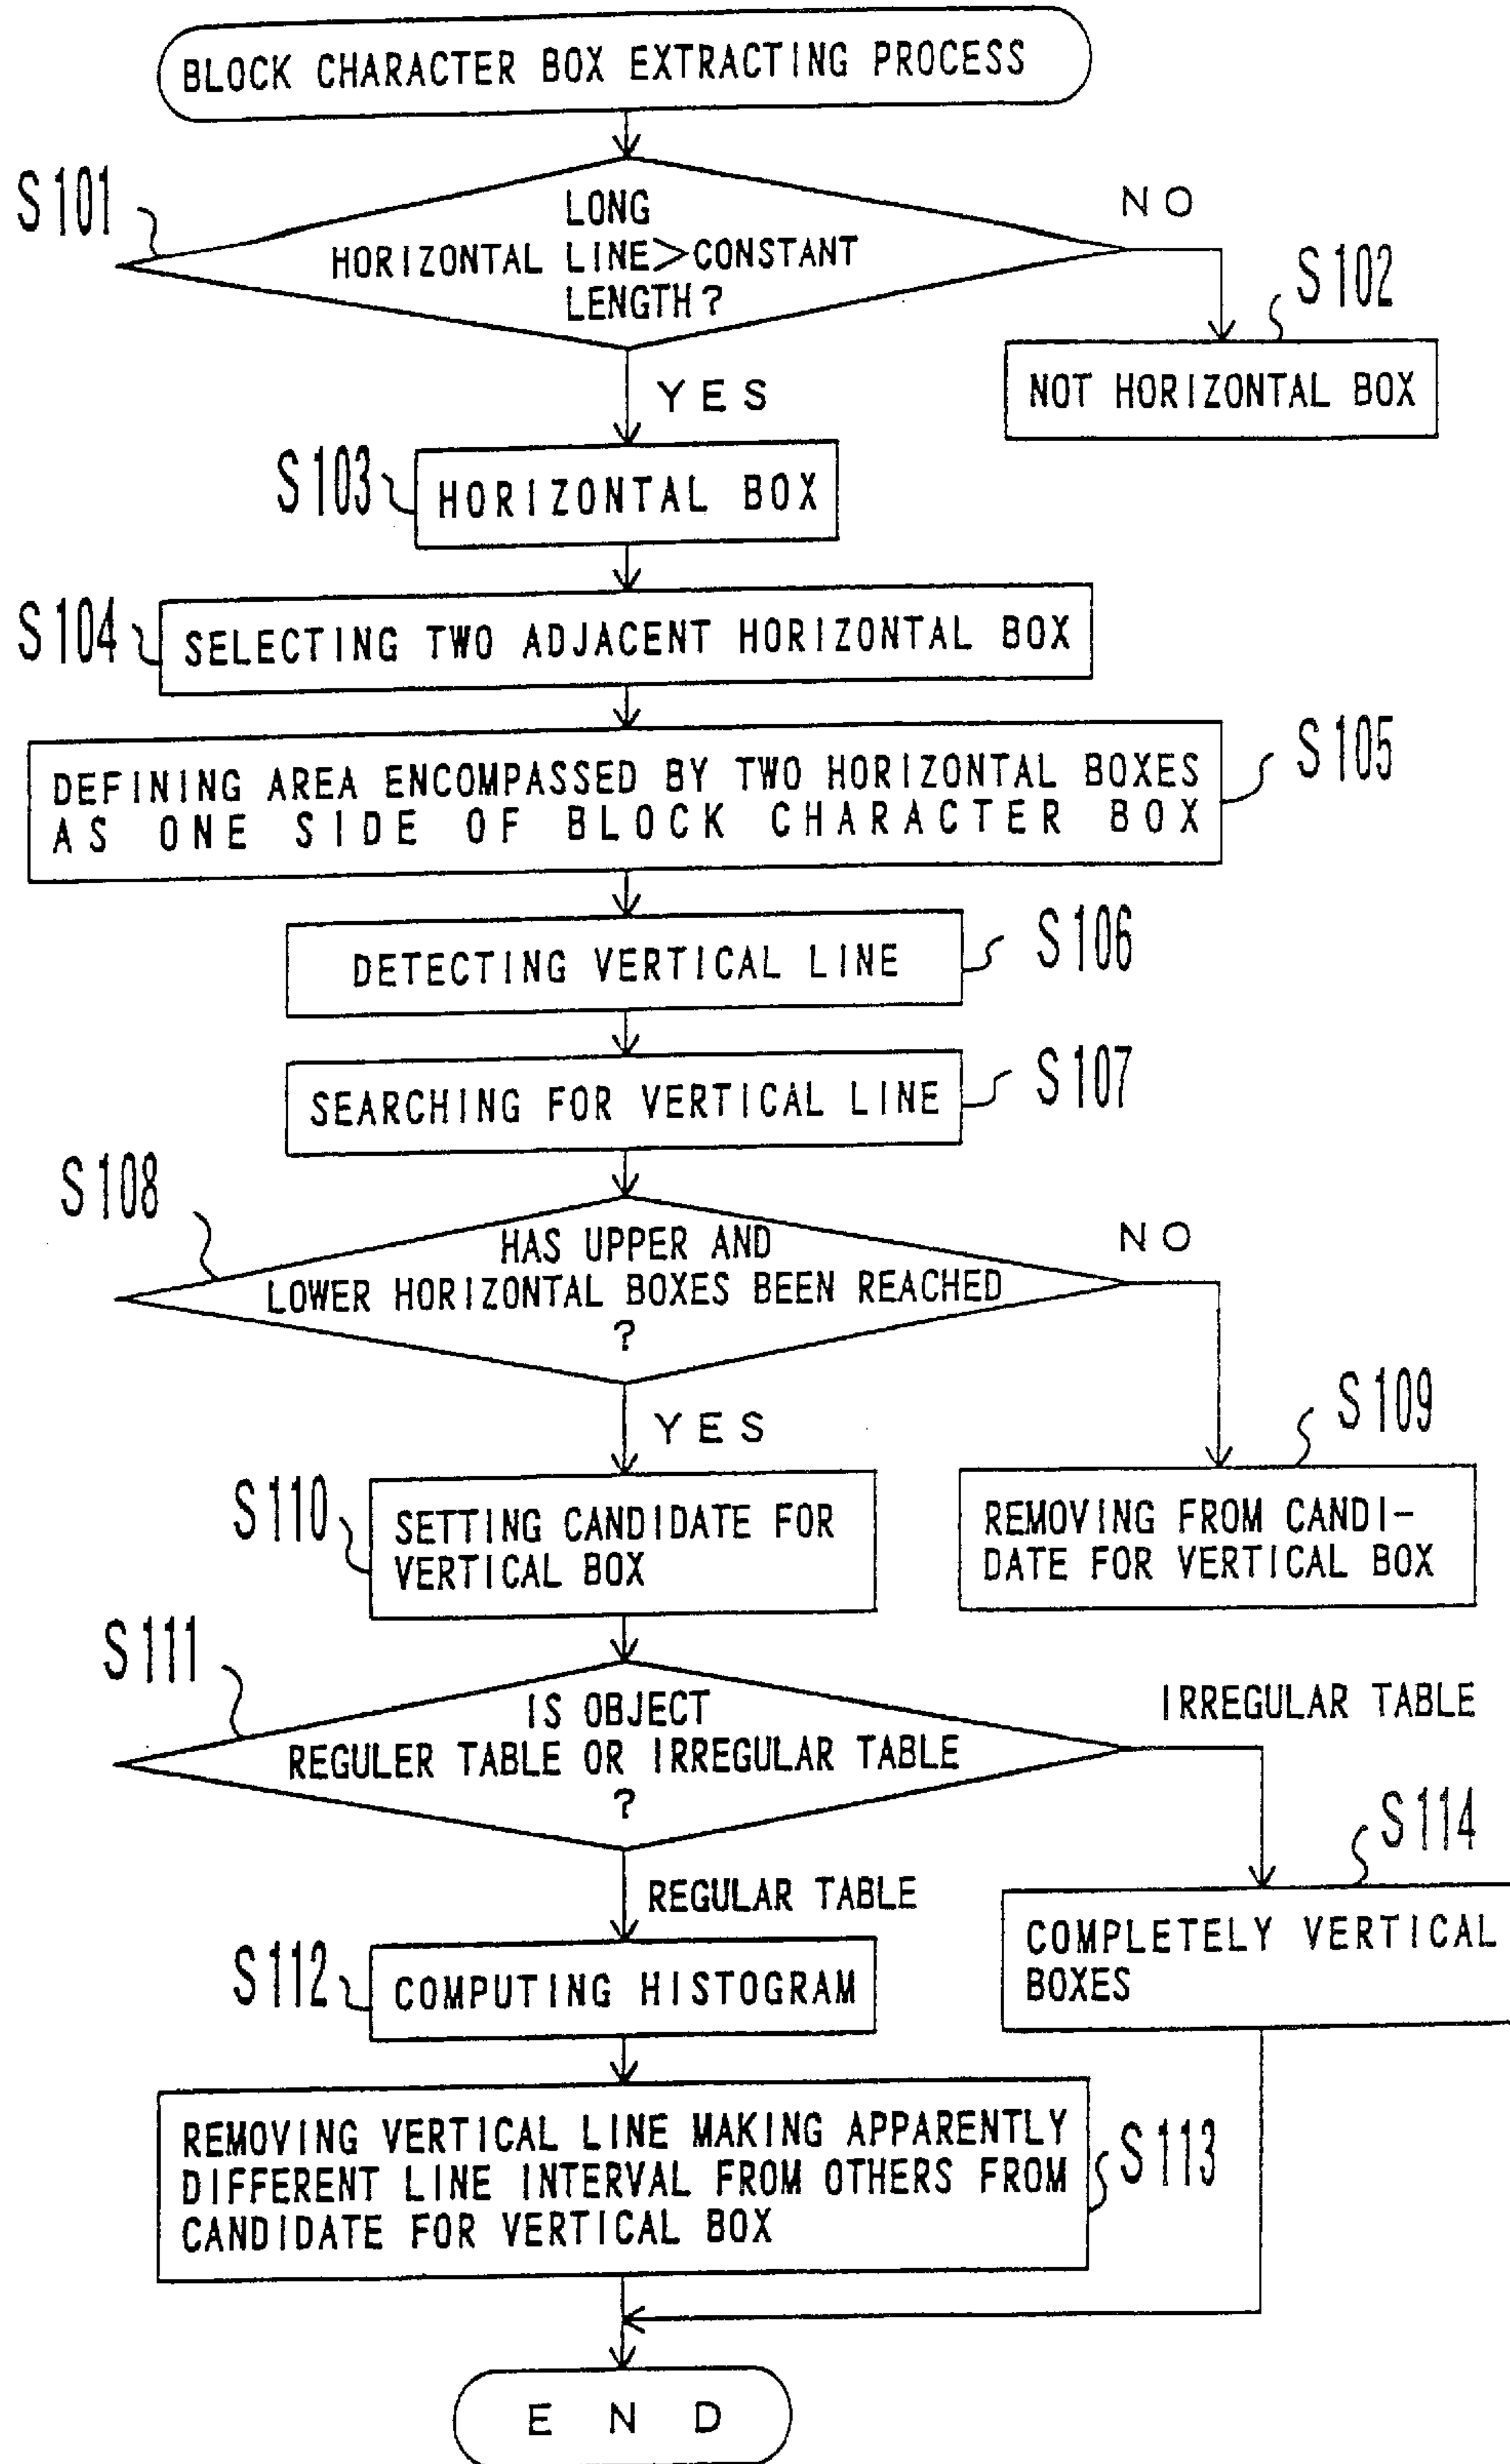 BLOCK CHARACTER BOX EXTRACTING PROCESS
S101
LONG
HORIZONTAL LINE>CONSTANT
LENGTH?
NO
S102
NOT HORIZONTAL BOX
YES
S103
HORIZONTAL BOX
S104
SELECTING TWO ADJACENT HORIZONTAL BOX
S105
DEFINING AREA ENCOMPASSED BY TWO HORIZONTAL BOXES
AS ONE SIDE OF BLOCK CHARACTER BOX
S106
DETECTING VERTICAL LINE
S107
SEARCHING FOR VERTICAL LINE
S108
HAS UPPER AND
LOWER HORIZONTAL BOXES BEEN REACHED
?
NO
S109
REMOVING FROM CANDI-
DATE FOR VERTICAL BOX
YES
S110
SETTING CANDIDATE FOR
VERTICAL BOX
S111
IS OBJECT
REGULER TABLE OR IRREGULAR TABLE
?
IRREGULAR TABLE
S114
COMPLETELY VERTICAL
BOXES
REGULAR TABLE
S112
COMPUTING HISTOGRAM
S113
REMOVING VERTICAL LINE MAKING APPARENTLY
DIFFERENT LINE INTERVAL FROM OTHERS FROM
CANDIDATE FOR VERTICAL BOX
END